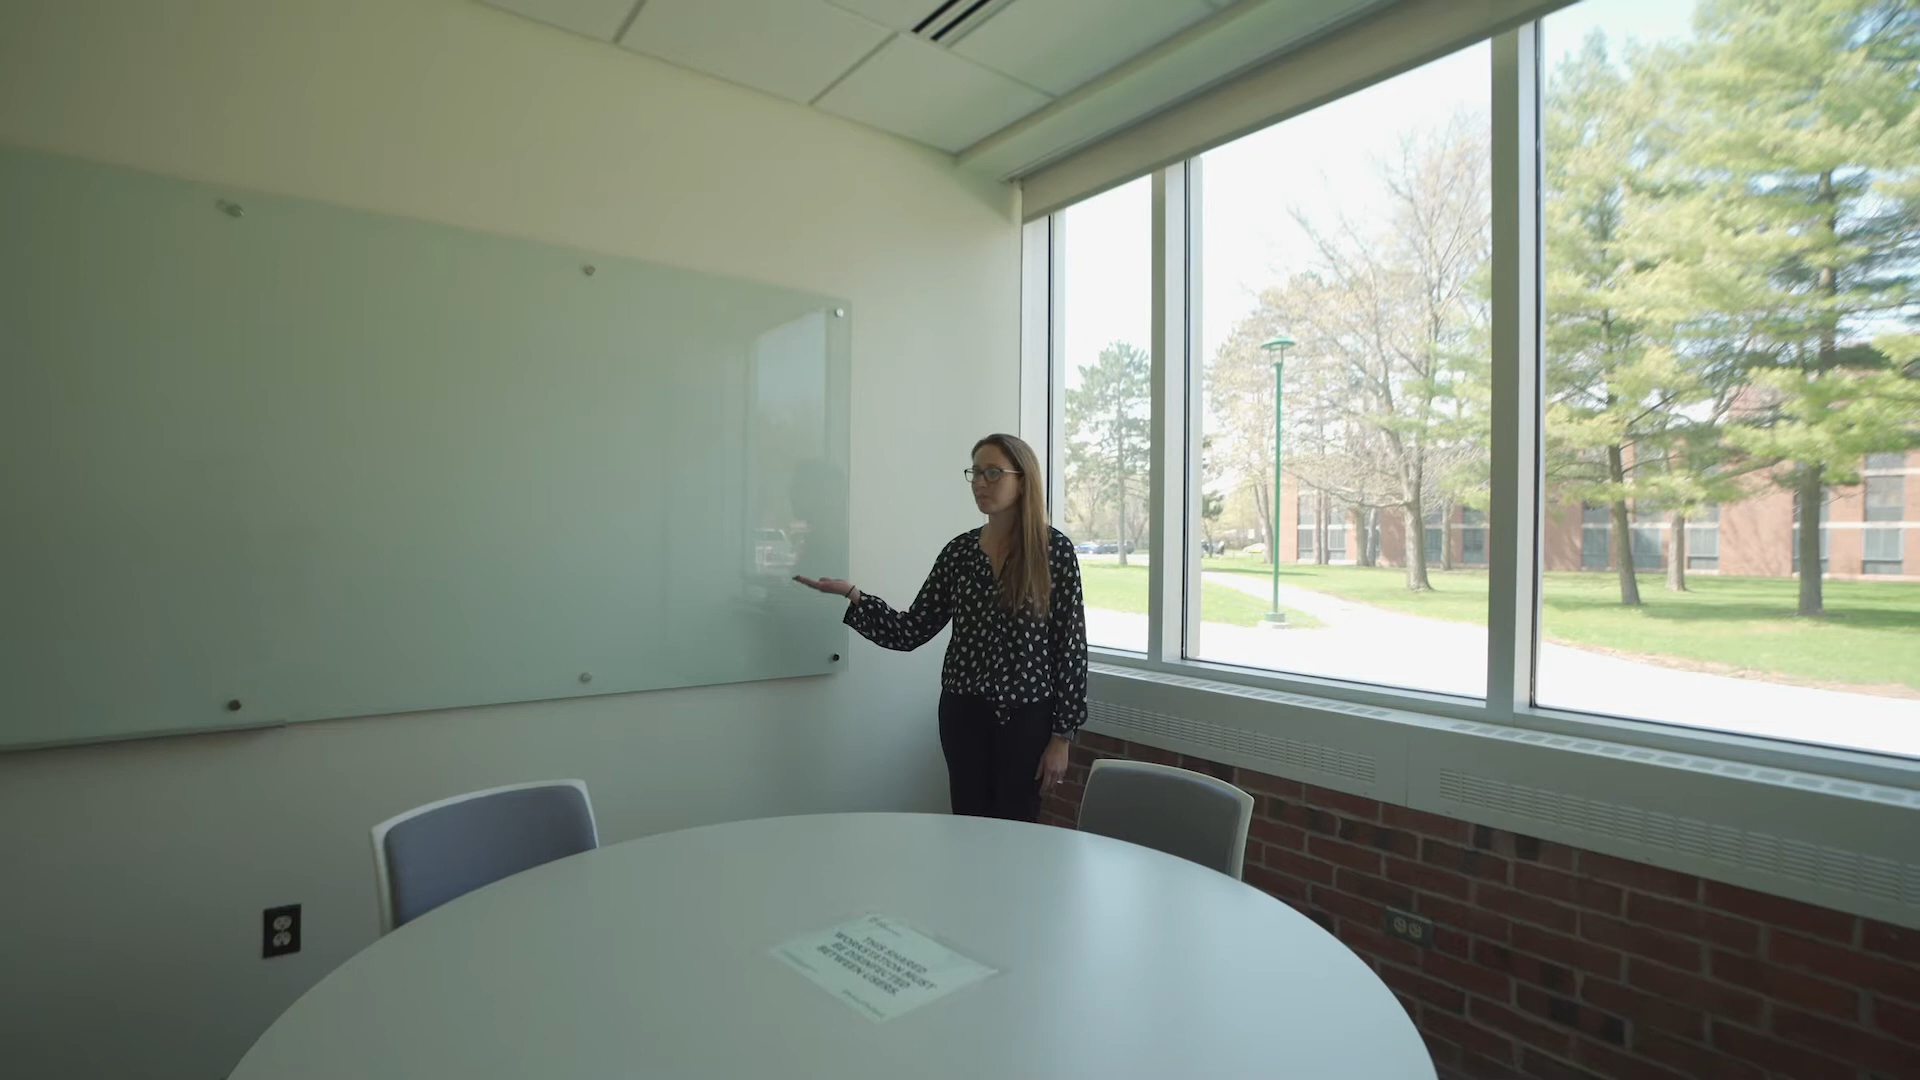 THIS SHARED
WORKSTATION MUST
BE DISINFECTED
BETWEEN USERS.